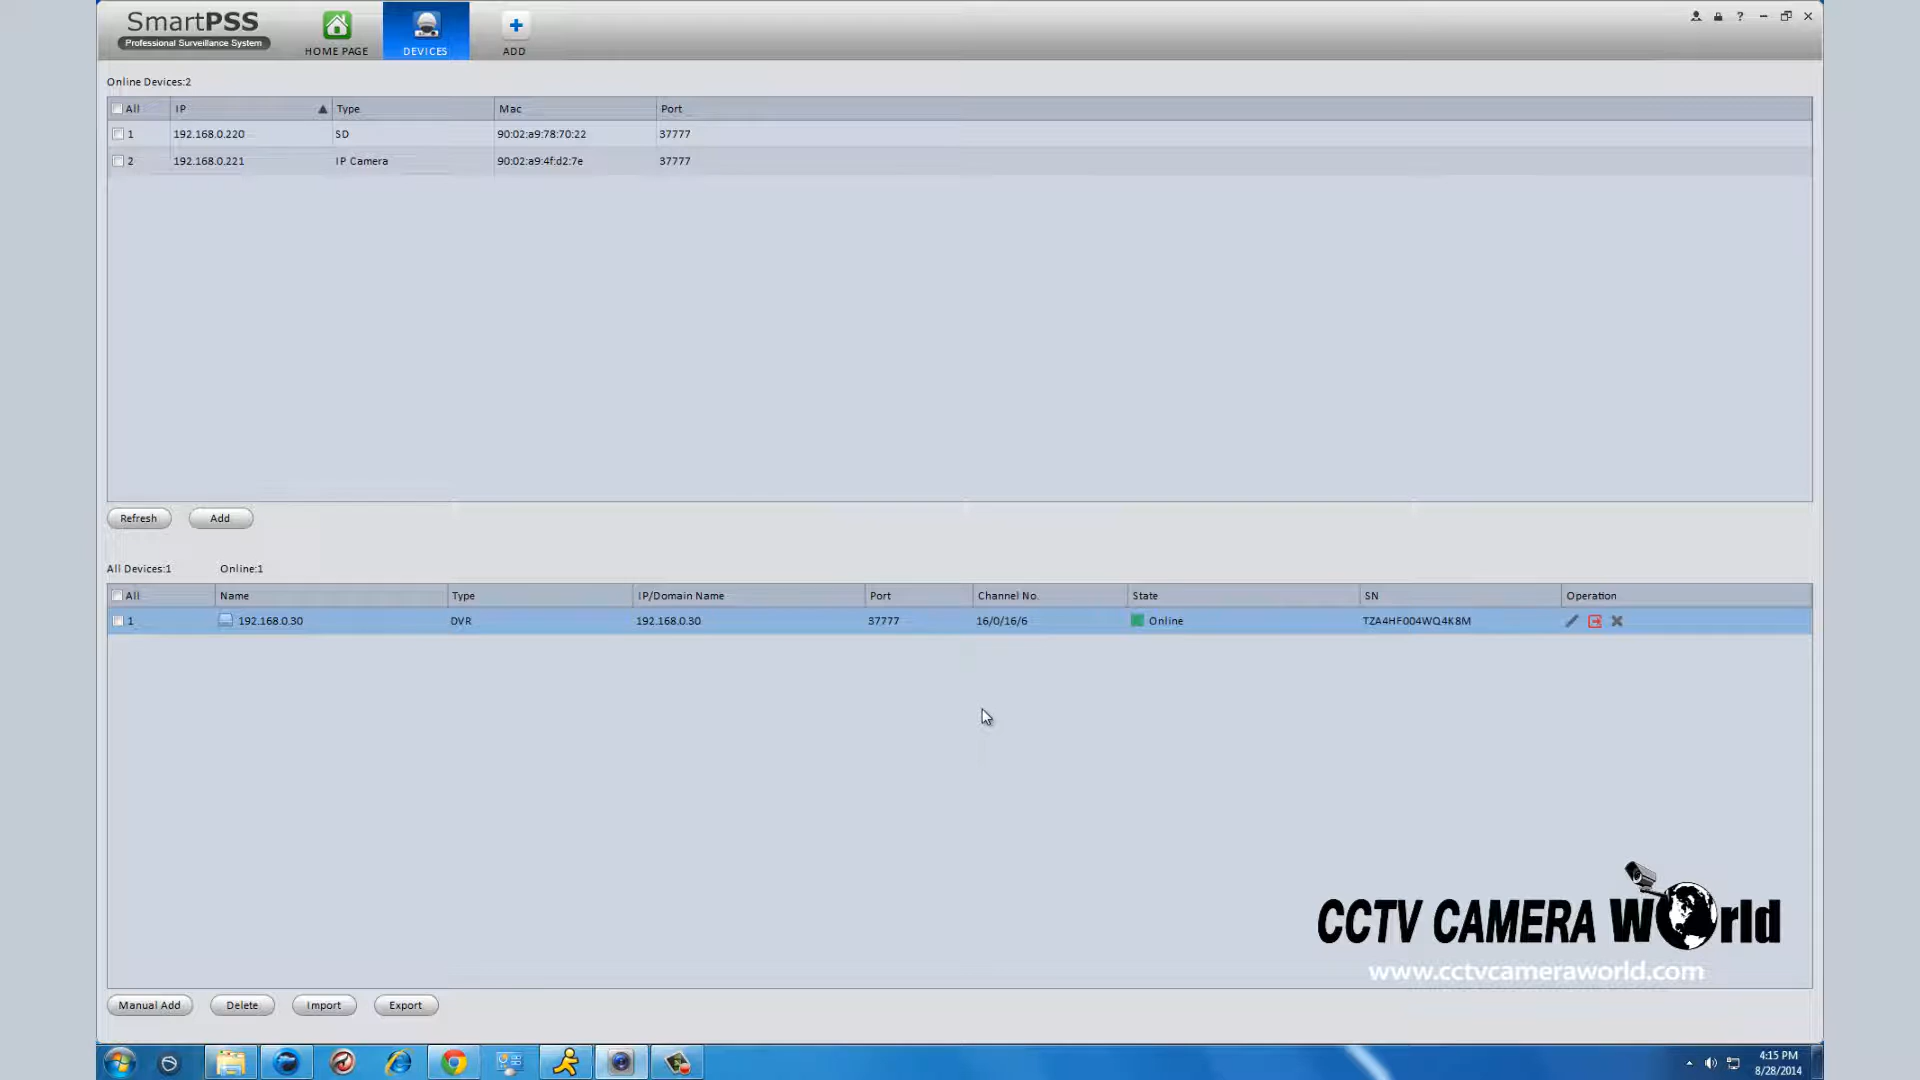 SmartPSS
Professional Surveillance System
HOME PAGE
DEVICES
ADD
?
Online Devices:2
All IP Type Mac Port
1 192.168.0.220 SD 90:02:a9:78:70:22 37777
2 192.168.0.221 IP Camera 90:02:a9:4f:d2:7e 37777
Refresh Add
All Devices:1 Online:1
All Name Type IP/Domain Name Port Channel No. State SN Operation
1 192.168.0.30 DVR 192.168.0.30 37777 16/0/16/6 Online TZA4HF004WQ4K8M
CCTV CAMERA World
www.cctvcameraworld.com
Manual Add Delete Import Export
4:15 PM
8/28/2014